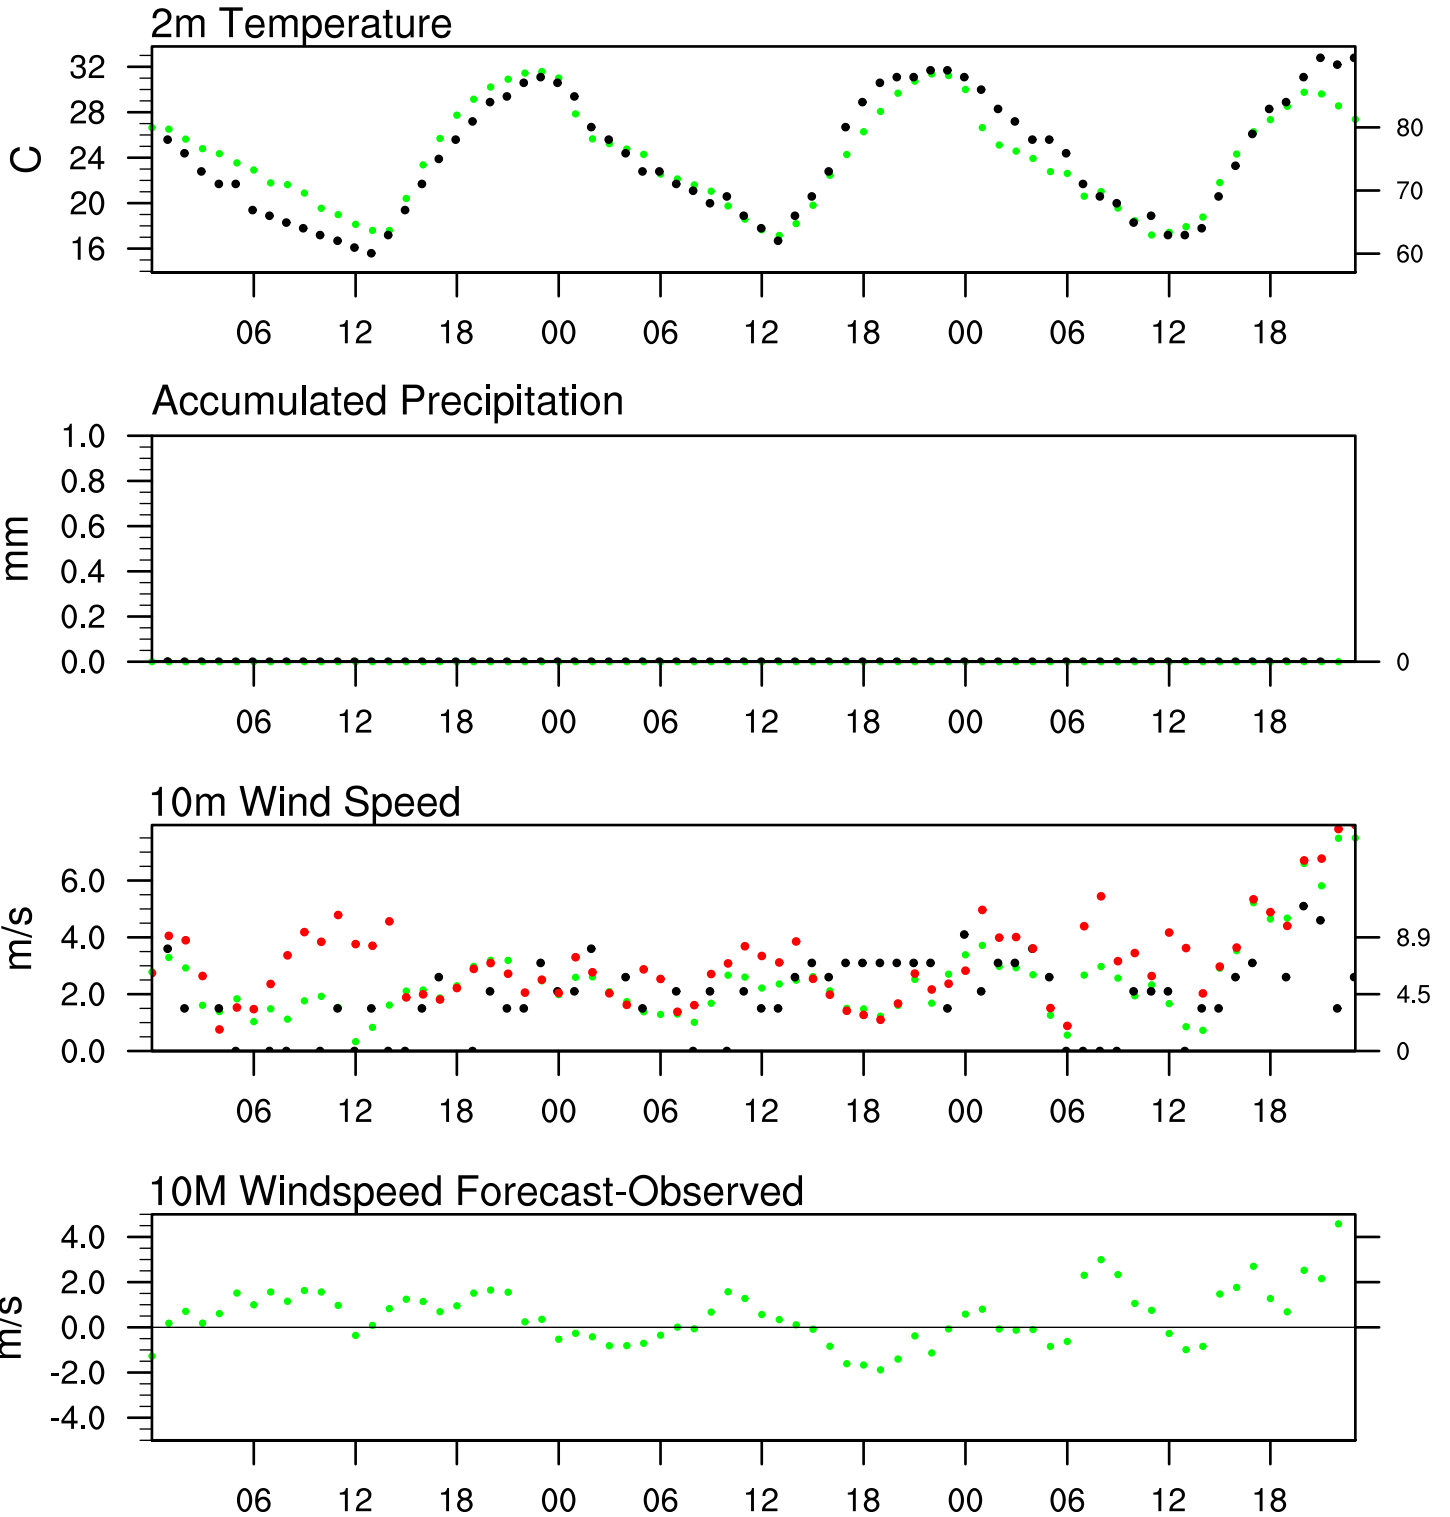 2m Temperature
32
28
24
20
16
C
80
70
60
06 12 18 00 06 12 18 00 06 12 18
Accumulated Precipitation
1.0
0.8
0.6
0.4
0.2
0.0
mm
0
06 12 18 00 06 12 18 00 06 12 18
10m Wind Speed
6.0
4.0
2.0
0.0
m/s
8.9
4.5
0
06 12 18 00 06 12 18 00 06 12 18
10M Windspeed Forecast-Observed
4.0
2.0
0.0
-2.0
-4.0
m/s
06 12 18 00 06 12 18 00 06 12 18